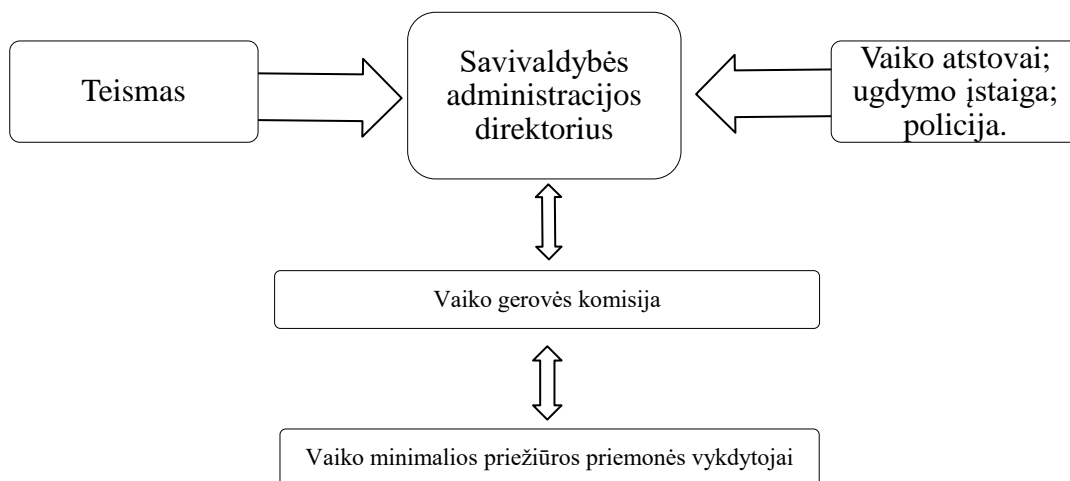 Teismas
Savivaldybės
administracijos
direktorius
Vaiko atstovai;
ugdymo įstaiga;
policija.
Vaiko gerovės komisija
Vaiko minimalios priežiūros priemonės vykdytojai